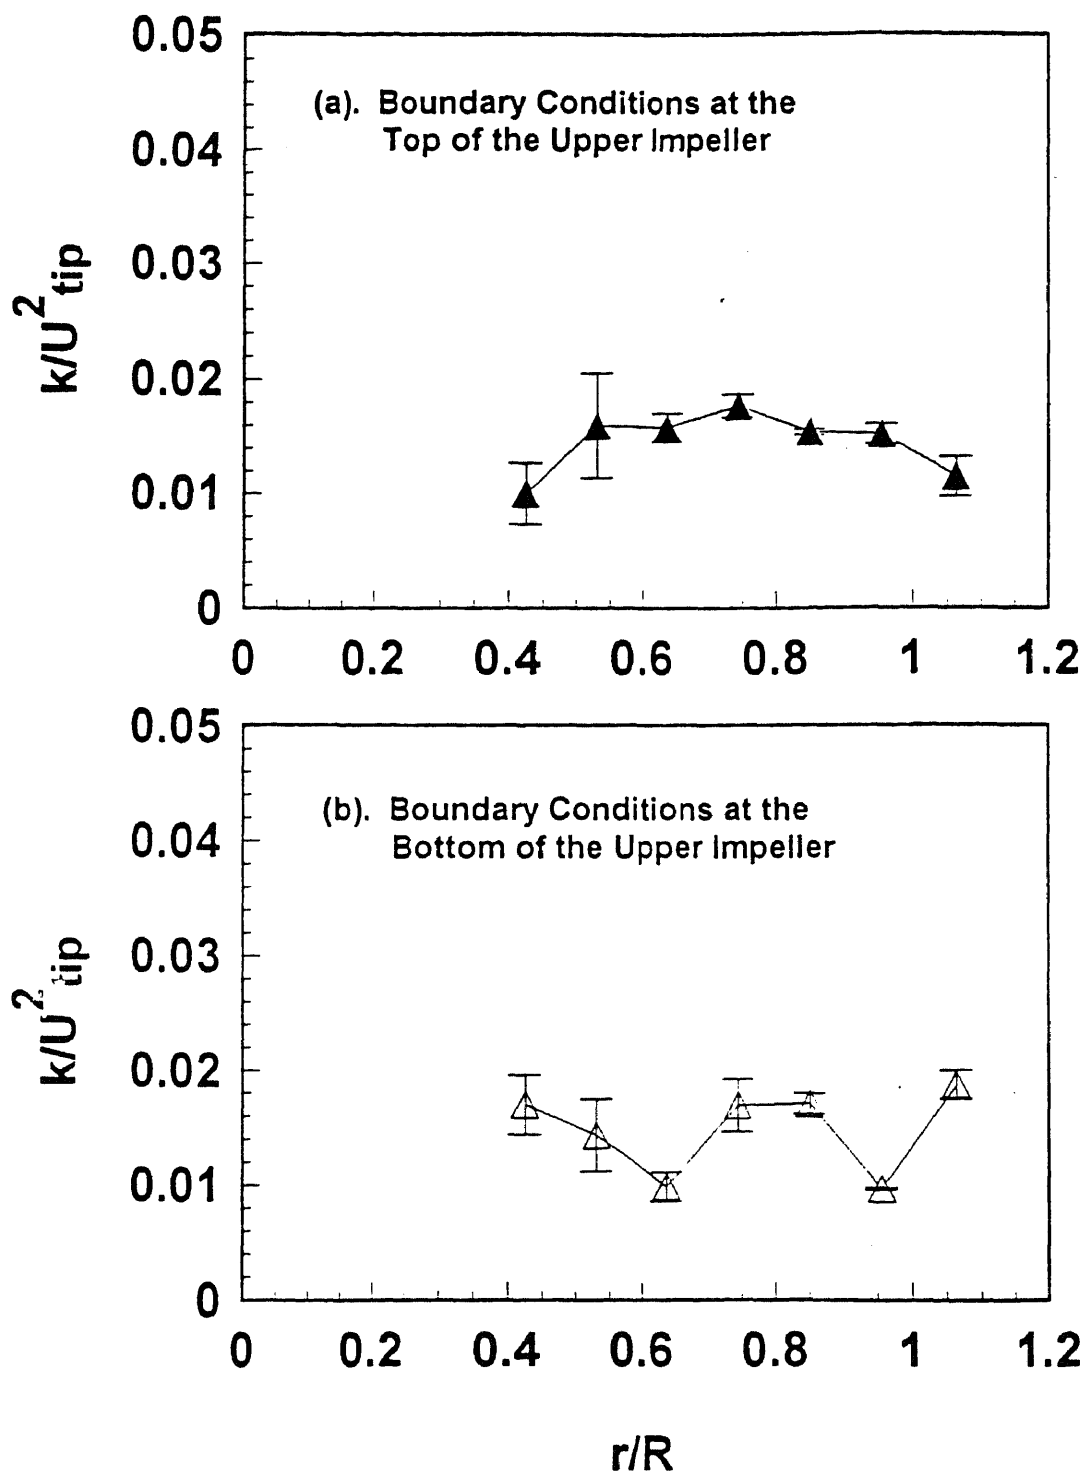 0.05
(a). Boundary Conditions at the
Top of the Upper Impeller
0.04
0.03
k/U²tip
0.02
0.01
0
0 0.2 0.4 0.6 0.8 1 1.2
0.05
(b). Boundary Conditions at the
Bottom of the Upper Impeller
0.04
0.03
k/U²tip
0.02
0.01
0
0 0.2 0.4 0.6 0.8 1 1.2
r/R